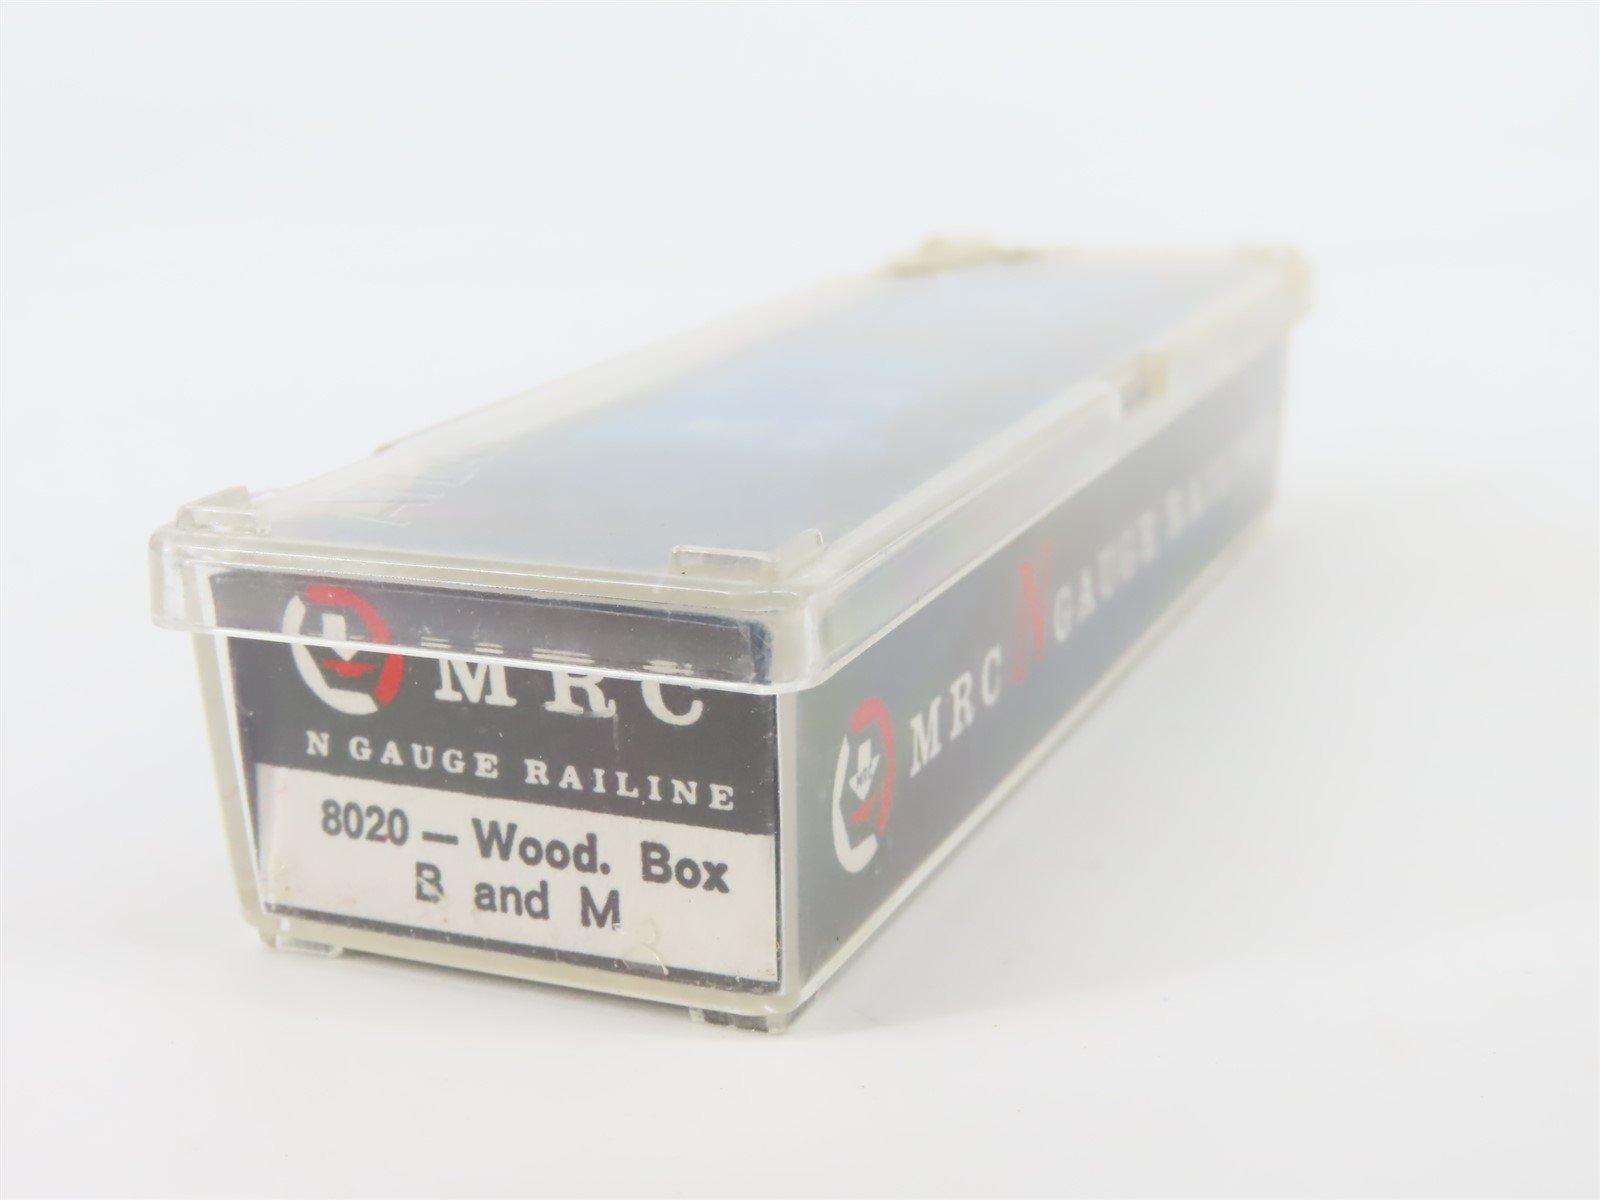 MRC
N GAUGE RAILINE
8020 — Wood. Box
B and M
MRC N GAUGE